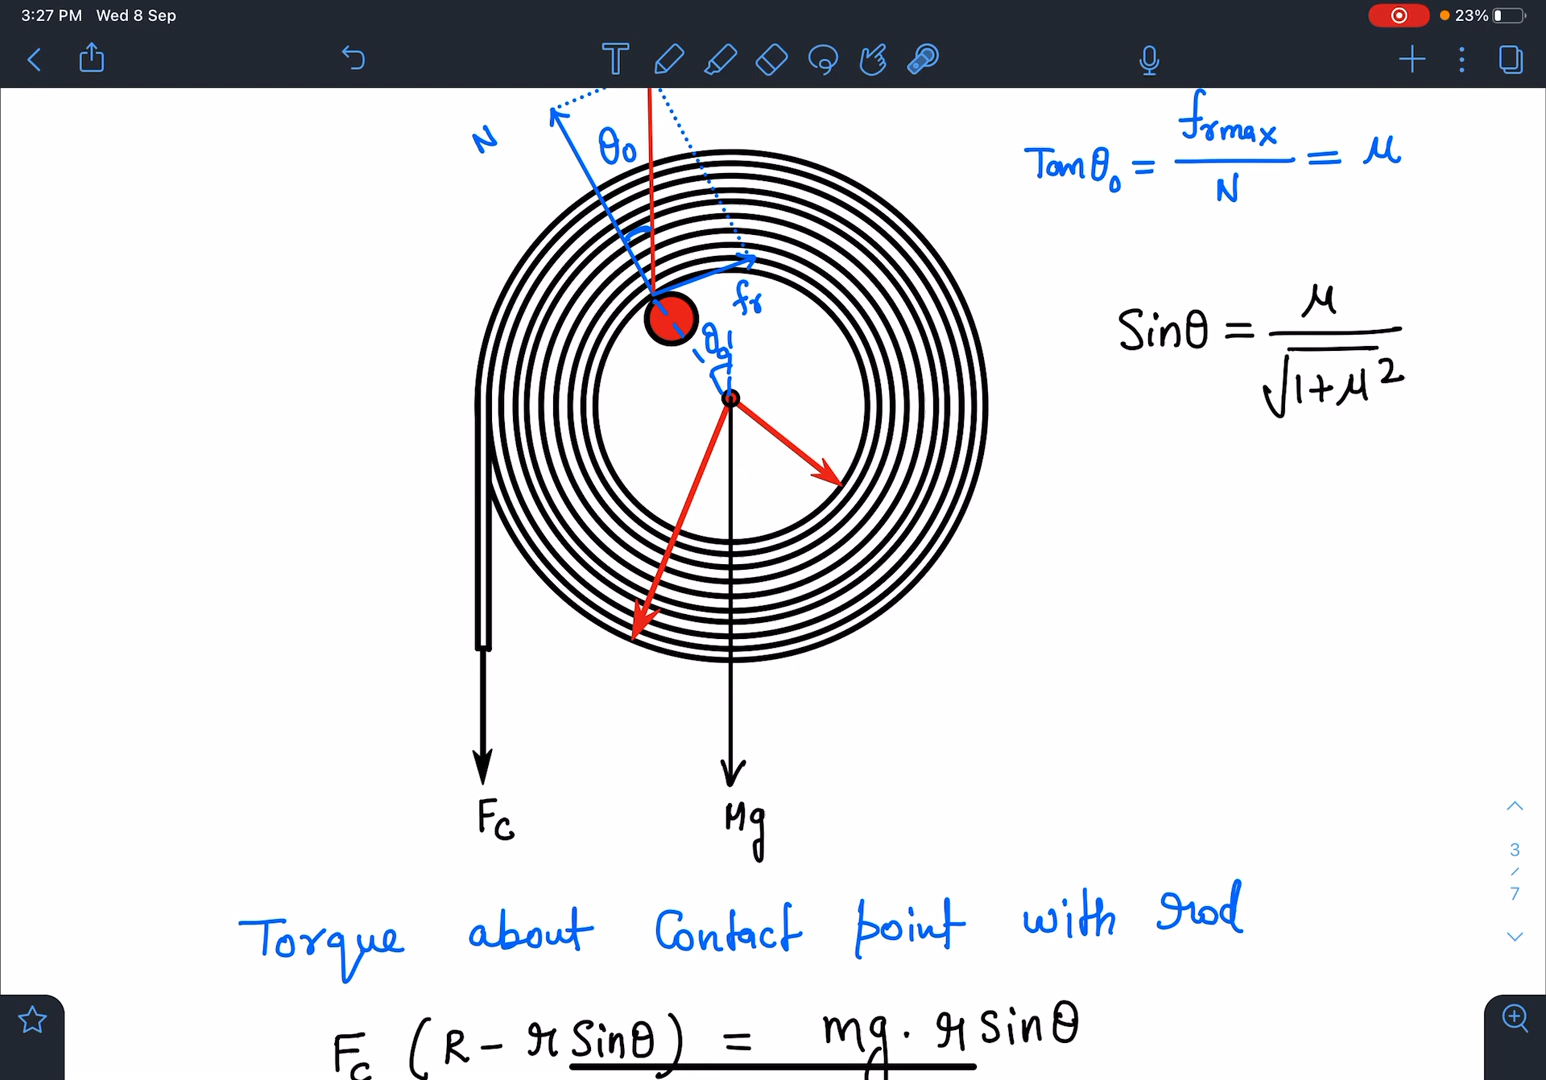 3:27 PM Wed 8 Sep
23%
T
N
θ₀
Tanθ₀ = frmax / N = μ
fr
θ₀
Sinθ = μ / √1+μ²
Fc
Mg
3
/
7
Torque about Contact point with rod
Fc (R - r Sinθ) = mg. r sinθ